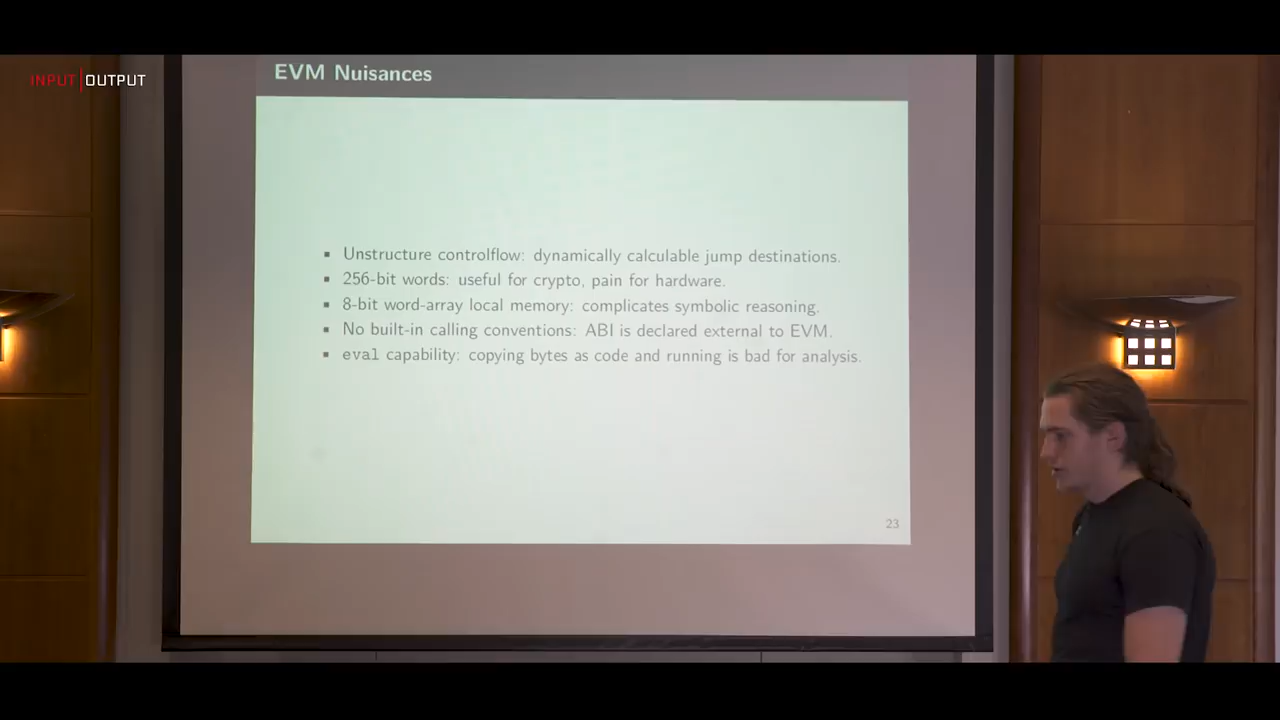 INPUT|OUTPUT
EVM Nuisances
▪ Unstructure controlflow: dynamically calculable jump destinations.
▪ 256-bit words: useful for crypto, pain for hardware.
▪ 8-bit word-array local memory: complicates symbolic reasoning.
▪ No built-in calling conventions: ABI is declared external to EVM.
▪ eval capability: copying bytes as code and running is bad for analysis.
23